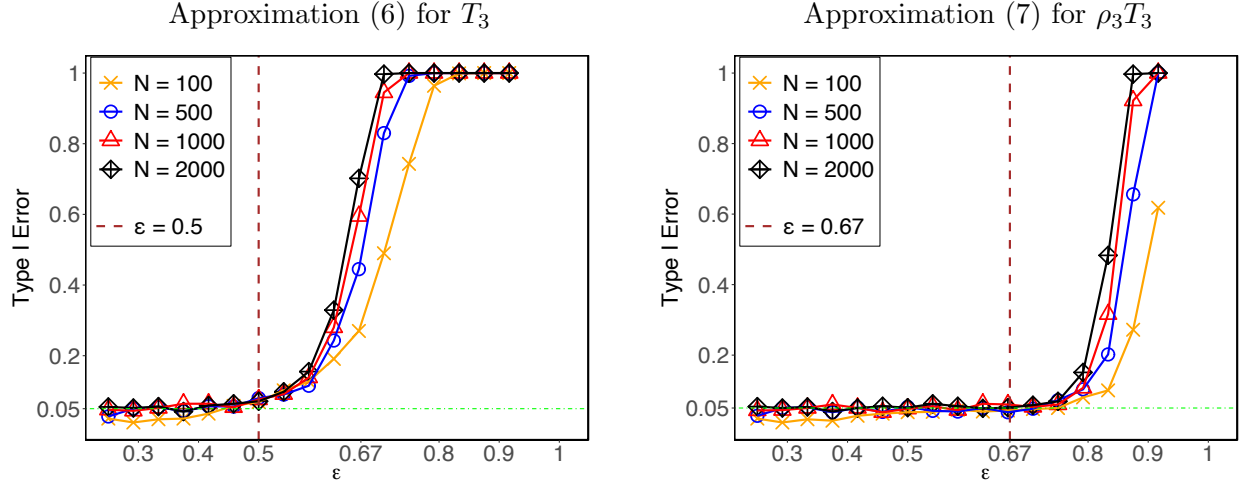 Approximation (6) for T₃
Type I Error
1
0.8
0.6
0.4
0.2
0.05
N = 100
N = 500
N = 1000
N = 2000
ε = 0.5
0.3 0.4 0.5 0.67 0.8 0.9 1
ε
Approximation (7) for ρ₃T₃
Type I Error
1
0.8
0.6
0.4
0.2
0.05
N = 100
N = 500
N = 1000
N = 2000
ε = 0.67
0.3 0.4 0.5 0.67 0.8 0.9 1
ε